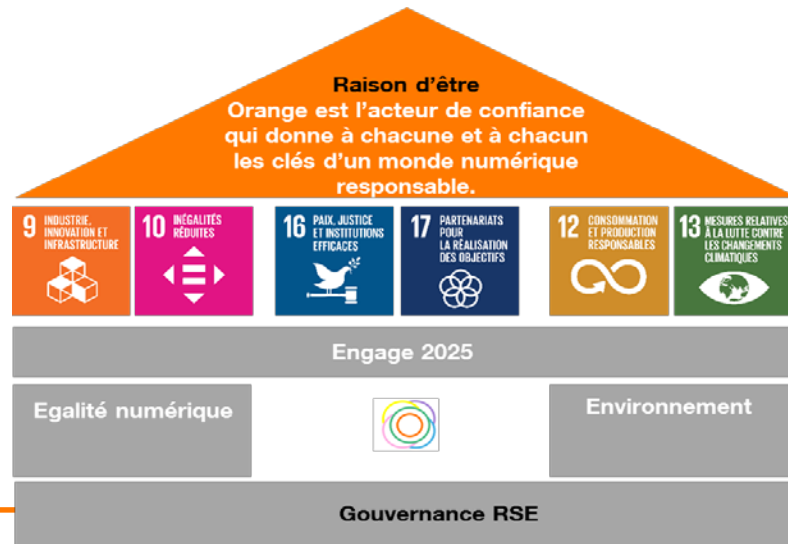 Raison d'être
Orange est l'acteur de confiance
qui donne à chacune et à chacun
les clés d'un monde numérique
responsable.
9 INDUSTRIE,
INNOVATION ET
INFRASTRUCTURE
10 INÉGALITÉS
RÉDUITES
16 PAIX, JUSTICE
ET INSTITUTIONS
EFFICACES
17 PARTENARIATS
POUR
LA RÉALISATION
DES OBJECTIFS
12 CONSOMMATION
ET PRODUCTION
RESPONSABLES
13 MESURES RELATIVES
À LA LUTTE CONTRE
LES CHANGEMENTS
CLIMATIQUES
Engage 2025
Egalité numérique
Environnement
Gouvernance RSE